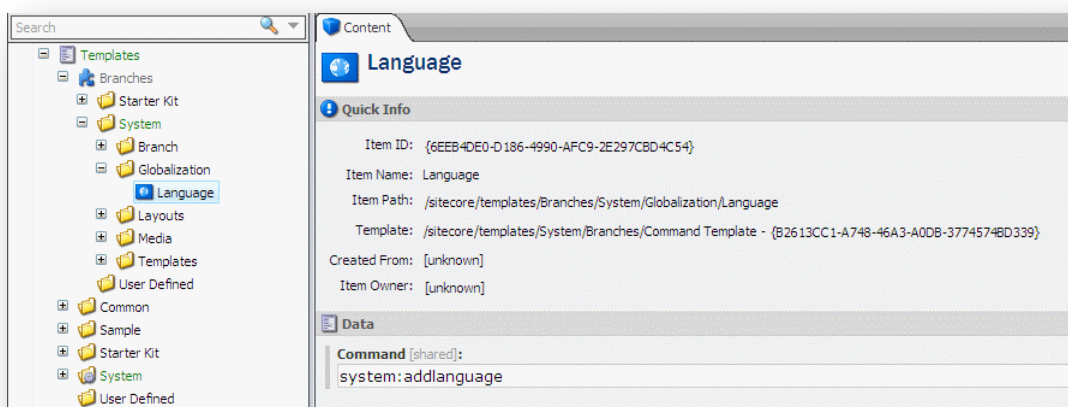 Search
Templates
Branches
Starter Kit
System
Branch
Globalization
Language
Layouts
Media
Templates
User Defined
Common
Sample
Starter Kit
System
User Defined
Content
Language
Quick Info
Item ID: {6EEB4DE0-D186-4990-AFC9-2E297CBD4C54}
Item Name: Language
Item Path: /sitecore/templates/Branches/System/Globalization/Language
Template: /sitecore/templates/System/Branches/Command Template - {B2613CC1-A748-46A3-A0DB-3774574BD339}
Created From: [unknown]
Item Owner: [unknown]
Data
Command [shared]:
system:addlanguage